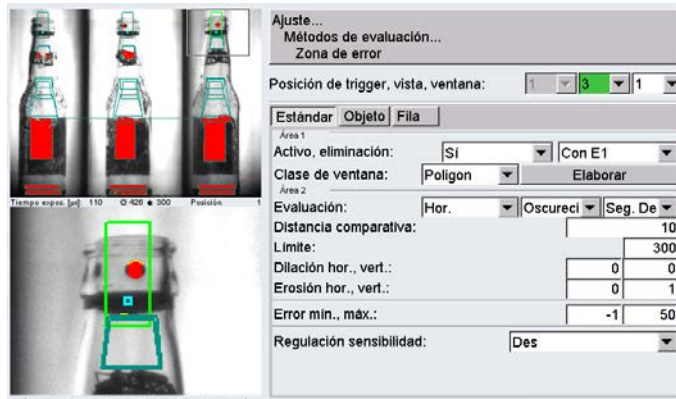 Ajuste...
Métodos de evaluación...
Zona de error
Posición de trigger, vista, ventana: 1 3 1
Estándar Objeto Fila
Área 1
Activo, eliminación: Sí Con E1
Clase de ventana: Poligon Elaborar
Área 2
Evaluación: Hor. Oscureci Seg. De
Distancia comparativa: 10
Límite: 300
Dilación hor., vert.: 0 0
Erosión hor., vert.: 0 1
Error mín., máx.: -1 50
Regulación sensibilidad: Des
Tiempo expos. [µs]: 110 426 300 Posición 1